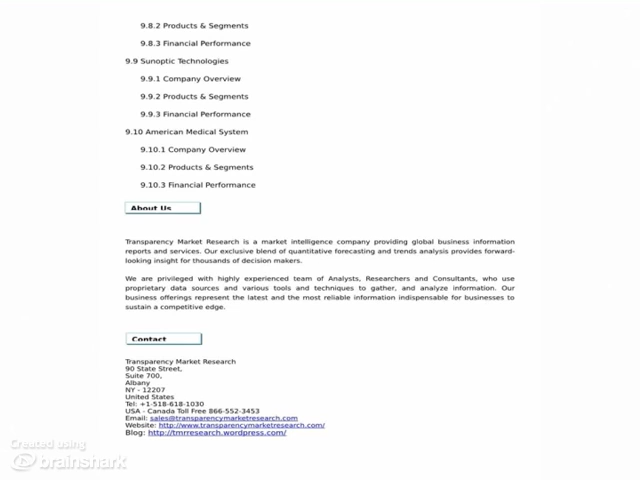 9.8.2 Products & Segments
9.8.3 Financial Performance
9.9 Sunoptic Technologies
9.9.1 Company Overview
9.9.2 Products & Segments
9.9.3 Financial Performance
9.10 American Medical System
9.10.1 Company Overview
9.10.2 Products & Segments
9.10.3 Financial Performance
About Us
Transparency Market Research is a market intelligence company providing global business information
reports and services. Our exclusive blend of quantitative forecasting and trends analysis provides forward-
looking insight for thousands of decision makers.
We are privileged with highly experienced team of Analysts, Researchers and Consultants, who use
proprietary data sources and various tools and techniques to gather, and analyze information. Our
business offerings represent the latest and the most reliable information indispensable for businesses to
sustain a competitive edge.
Contact
Transparency Market Research
90 State Street,
Suite 700,
Albany
NY - 12207
United States
Tel: +1-518-618-1030
USA - Canada Toll Free 866-552-3453
Email: sales@transparencymarketresearch.com
Website: http://www.transparencymarketresearch.com/
Blog: http://tmrresearch.wordpress.com/
Created using
brainshark